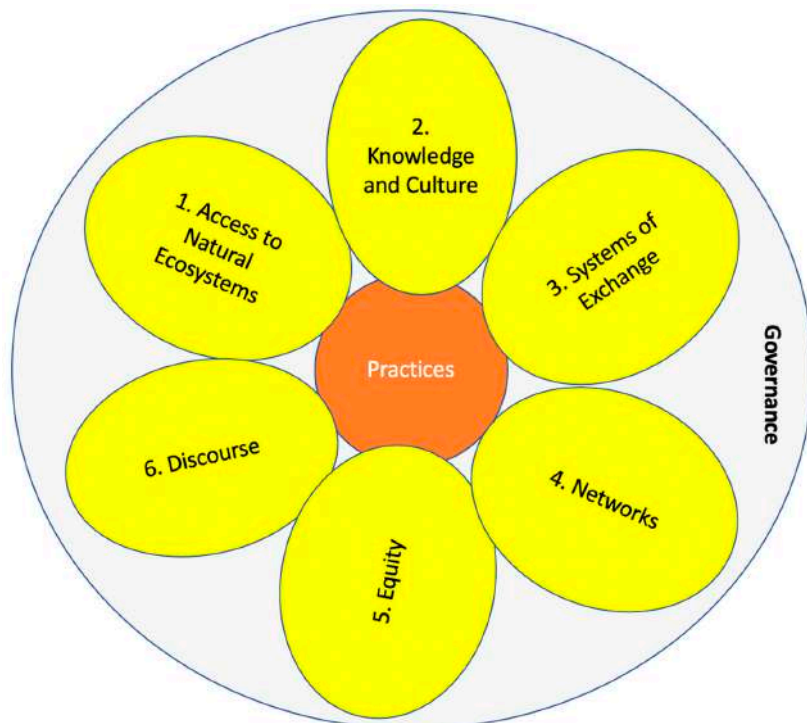 1. Access to
Natural
Ecosystems
2.
Knowledge
and Culture
3. Systems of
Exchange
4. Networks
5. Equity
6. Discourse
Practices
Governance